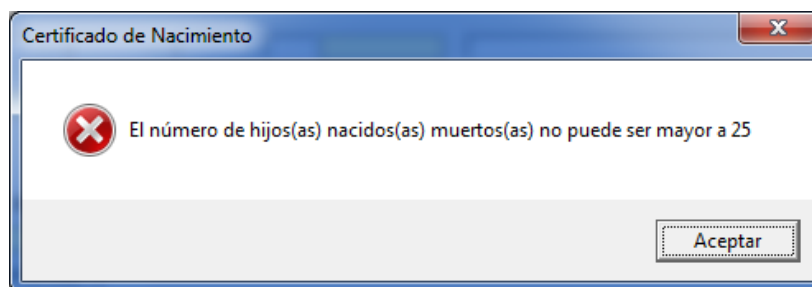 Certificado de Nacimiento
El número de hijos(as) nacidos(as) muertos(as) no puede ser mayor a 25
Aceptar